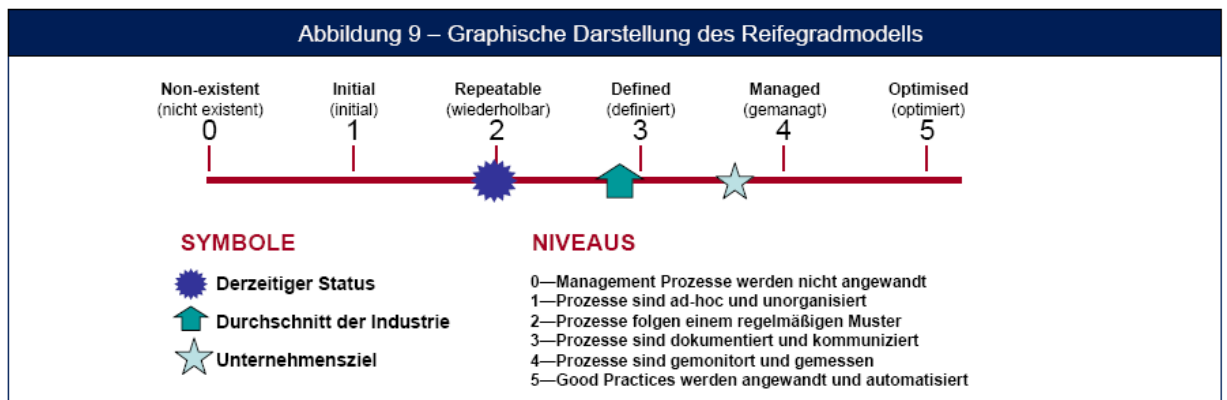 Abbildung 9 – Graphische Darstellung des Reifegradmodells
Non-existent Initial Repeatable Defined Managed Optimised
(nicht existent) (initial) (wiederholbar) (definiert) (gemanagt) (optimiert)
0 1 2 3 4 5
SYMBOLE
Derzeitiger Status
Durchschnitt der Industrie
Unternehmensziel
NIVEAUS
0—Management Prozesse werden nicht angewandt
1—Prozesse sind ad-hoc und unorganisiert
2—Prozesse folgen einem regelmäßigen Muster
3—Prozesse sind dokumentiert und kommuniziert
4—Prozesse sind gemonitort und gemessen
5—Good Practices werden angewandt und automatisiert